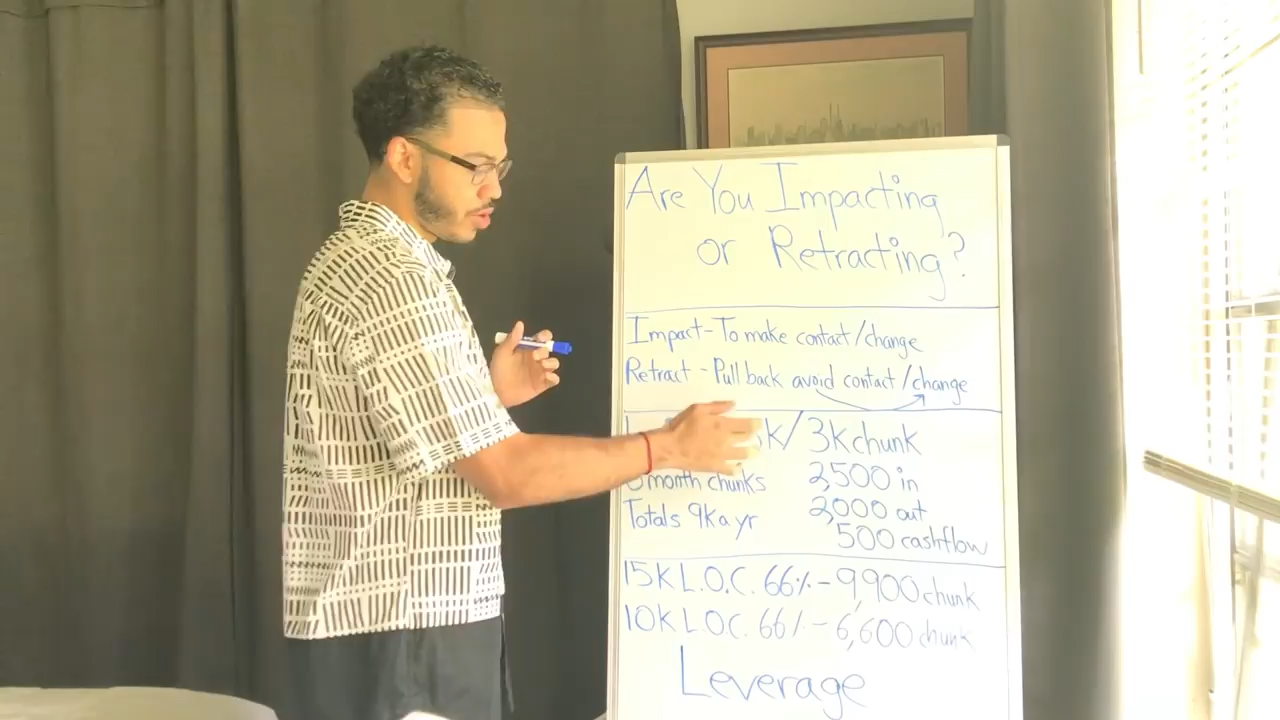 Are You Impacting
or Retracting?
Impact - To make contact/change
Retract - Pull back avoid contact/change
K/ 3K chunk
month chunks 2,500 in
Totals 9K a yr 2,000 out
500 cashflow
15K L.O.C. 66% - 9,900 chunk
10K L.O.C. 66% - 6,600 chunk
Leverage